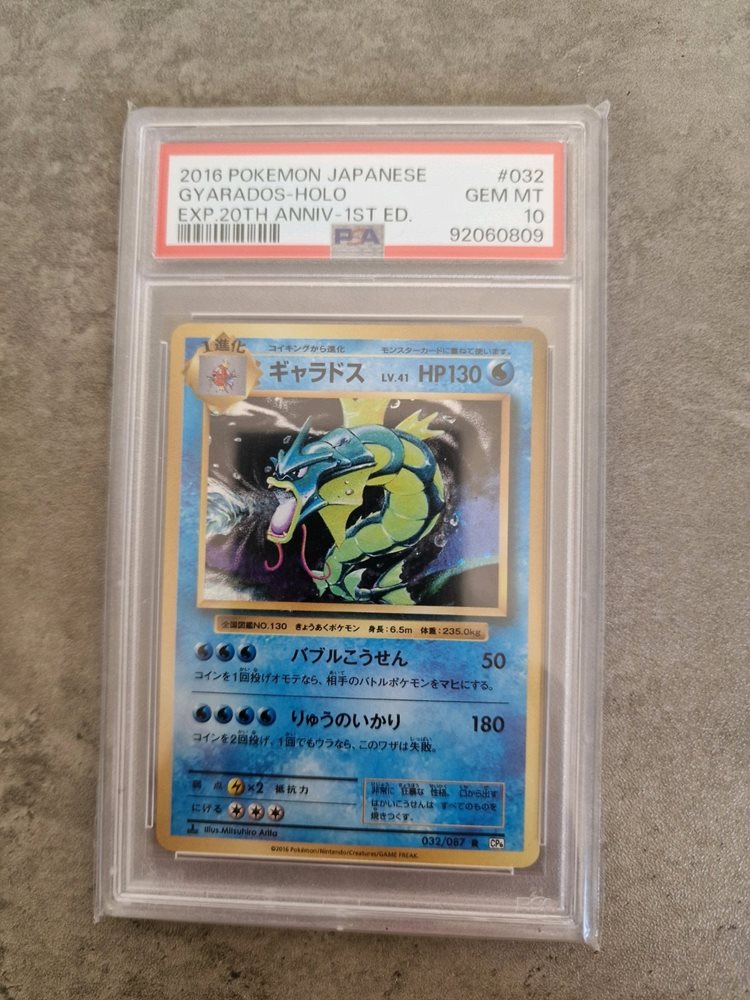 2016 POKEMON JAPANESE #032
GYARADOS-HOLO GEM MT
EXP.20TH ANNIV-1ST ED. 10
PSA 92060809
1進化 コイキングから進化 モンスターカードに重ねて使います。
ギャラドス LV.41 HP130
全国図鑑NO.130 きょうあくポケモン 身長:6.5m 体重:235.0kg
バブルこうせん 50
コインを1回投げオモテなら、相手のバトルポケモンをマヒにする。
りゅうのいかり 180
コインを2回投げ、1回でもウラなら、このワザは失敗。
弱点 ×2 抵抗力
にげる
非常に 狂暴な 性格。 口から出す
はかいこうせんは すべてのものを
焼きつくす。
1 Illus.Mitsuhiro Arita 032/087 R CP6
©2016 Pokémon/Nintendo/Creatures/GAME FREAK.